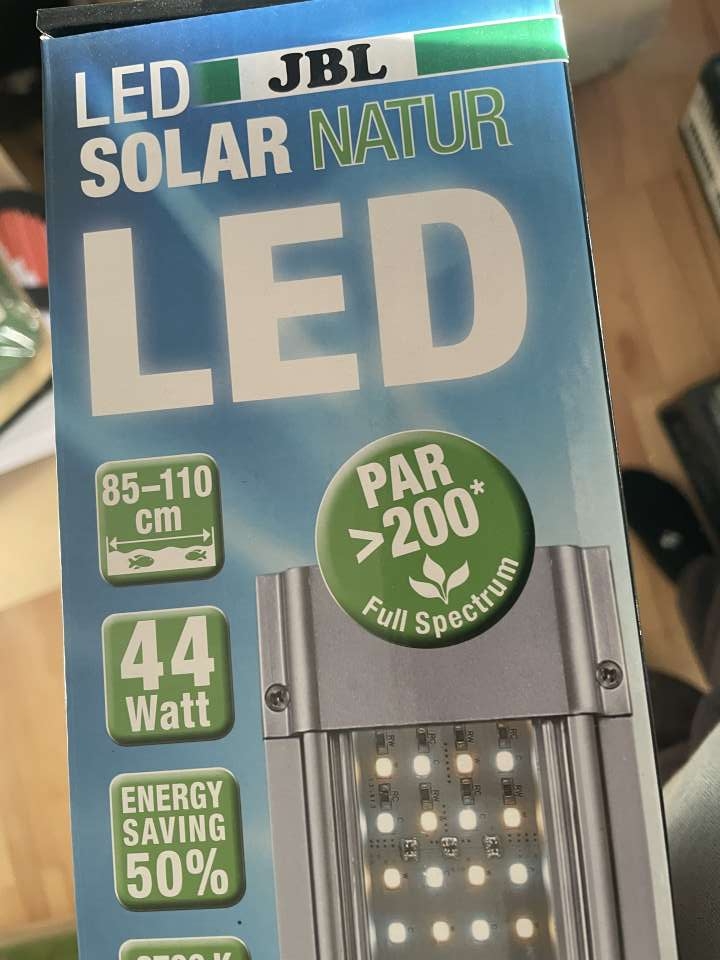 JBL
LED
SOLAR NATUR
LED
85–110
cm
PAR
>200*
Full Spectrum
44
Watt
ENERGY
SAVING
50%